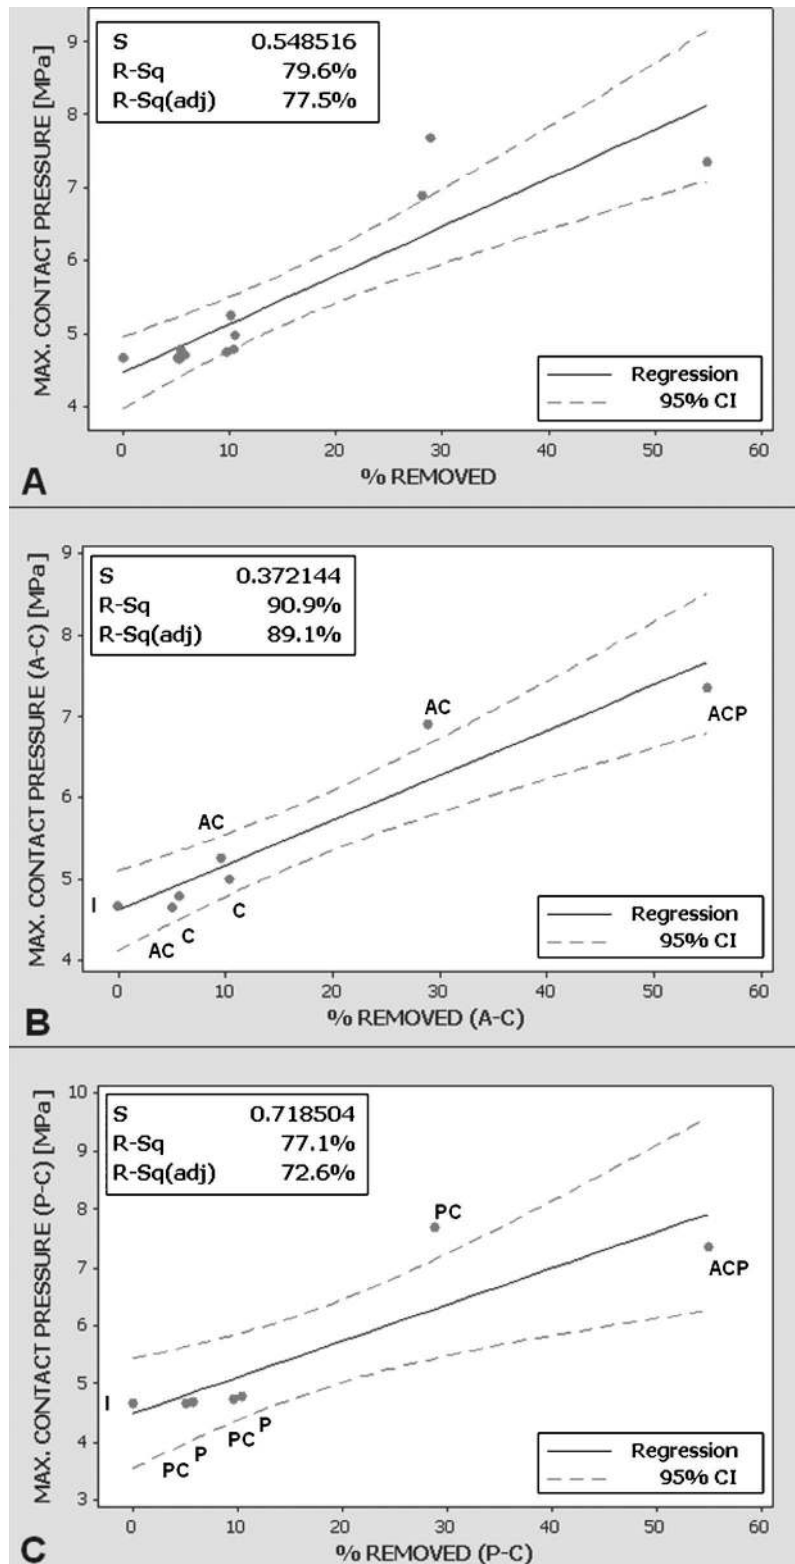 S 0.548516
R-Sq 79.6%
R-Sq(adj) 77.5%
MAX. CONTACT PRESSURE [MPa]
9
8
7
6
5
4
Regression
95% CI
0 10 20 30 40 50 60
% REMOVED
A
S 0.372144
R-Sq 90.9%
R-Sq(adj) 89.1%
MAX. CONTACT PRESSURE (A-C) [MPa]
9
8
7
6
5
4
AC
ACP
AC
I
C
AC C
Regression
95% CI
0 10 20 30 40 50 60
% REMOVED (A-C)
B
S 0.718504
R-Sq 77.1%
R-Sq(adj) 72.6%
MAX. CONTACT PRESSURE (P-C) [MPa]
10
9
8
7
6
5
4
3
PC
ACP
I
PC P PC P
Regression
95% CI
0 10 20 30 40 50 60
% REMOVED (P-C)
C